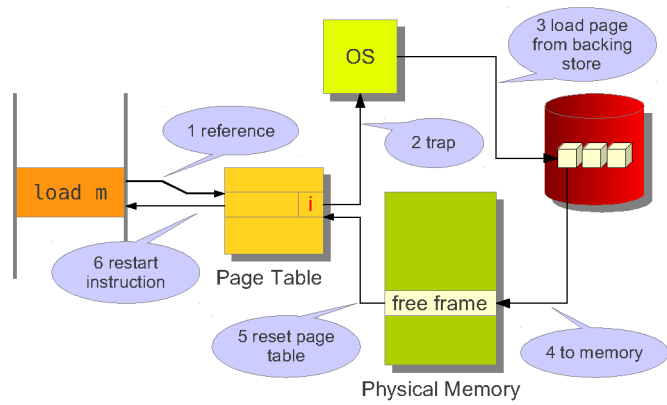 3 load page
from backing
store
OS
1 reference
2 trap
load m
i
6 restart
instruction
Page Table
free frame
5 reset page
table
4 to memory
Physical Memory